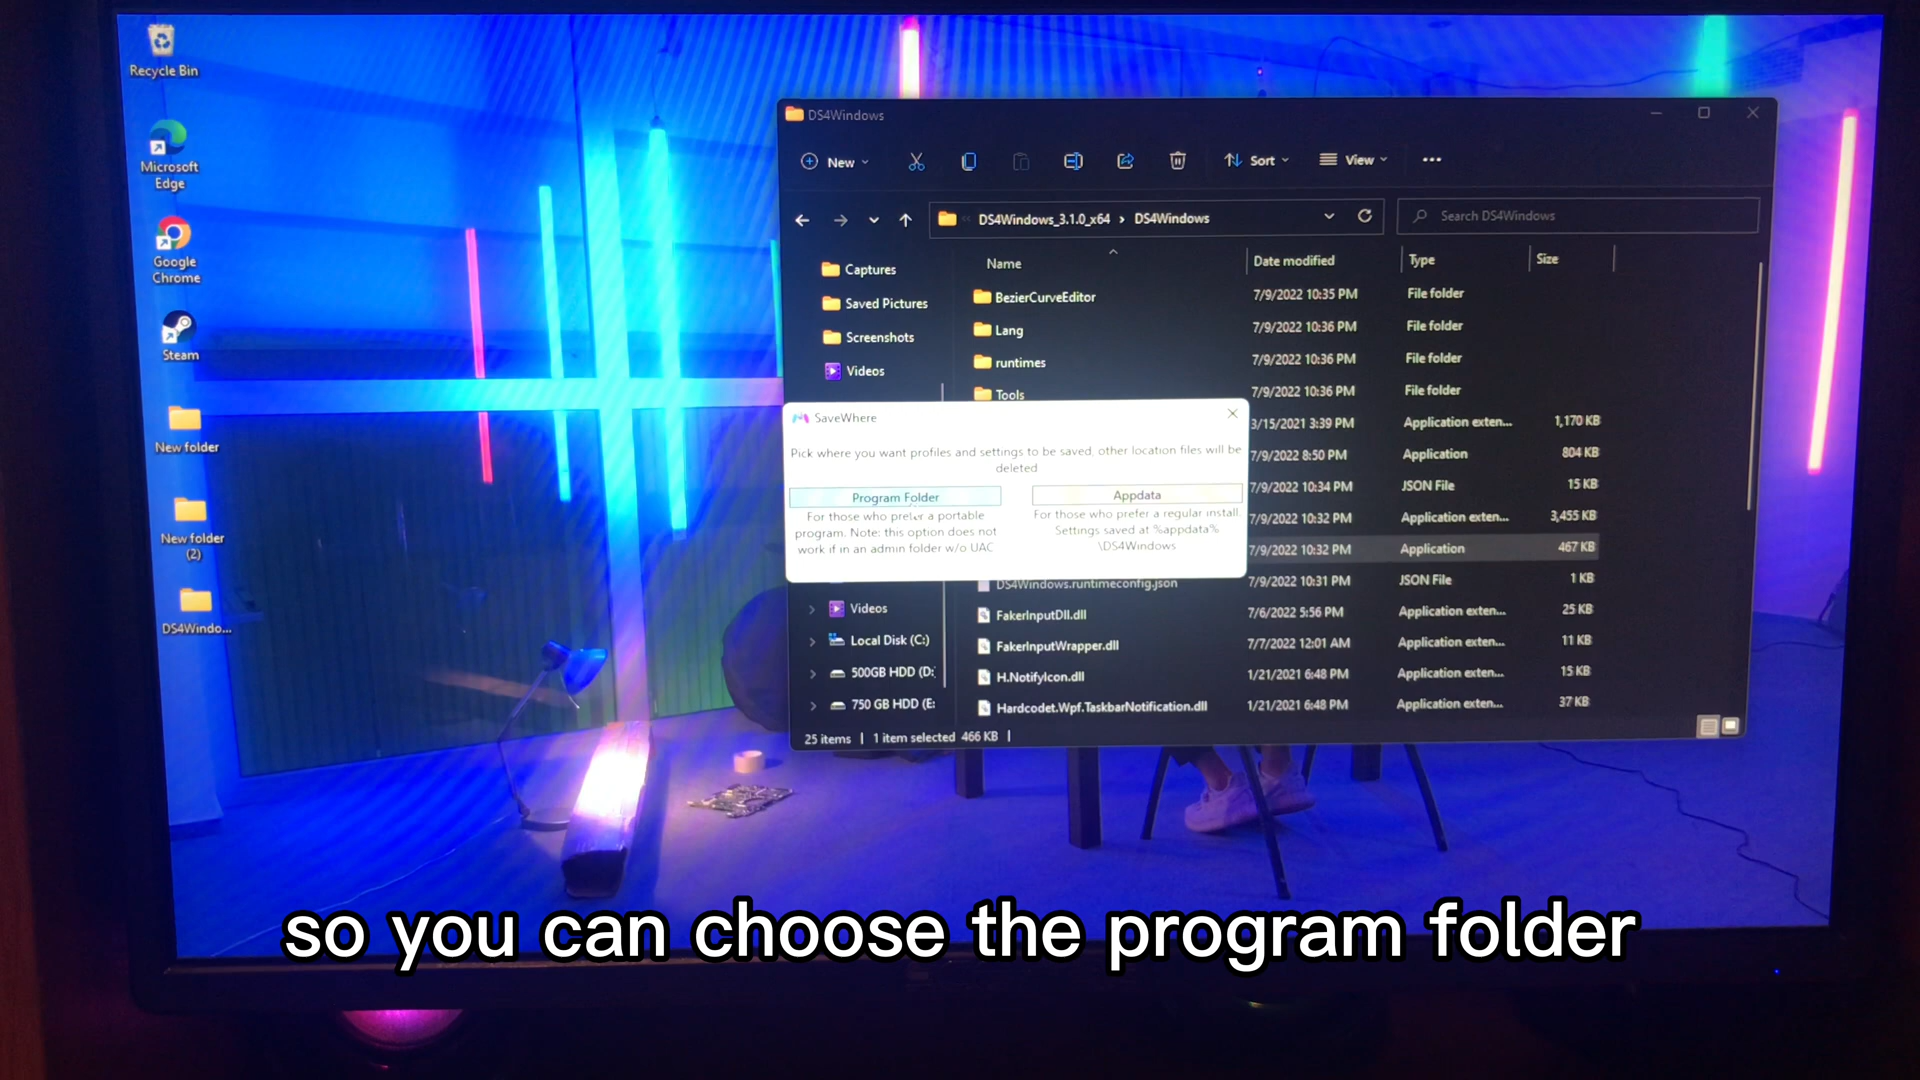 Recycle Bin
Microsoft
Edge
Google
Chrome
Steam
New folder
New folder
(2)
DS4Windo...
DS4Windows
New
Sort
View
DS4Windows_3.1.0_x64 › DS4Windows
Search DS4Windows
Captures
Saved Pictures
Screenshots
Videos
Name
Date modified
Type
Size
BezierCurveEditor
7/9/2022 10:35 PM
File folder
Lang
7/9/2022 10:36 PM
File folder
runtimes
7/9/2022 10:36 PM
File folder
Tools
7/9/2022 10:36 PM
File folder
3/15/2021 3:39 PM
Application exten...
1,170 KB
7/9/2022 8:50 PM
Application
804 KB
7/9/2022 10:34 PM
JSON File
15 KB
7/9/2022 10:32 PM
Application exten...
3,455 KB
7/9/2022 10:32 PM
Application
467 KB
SaveWhere
Pick where you want profiles and settings to be saved, other location files will be
deleted
Program Folder
For those who prefer a portable
program. Note: this option does not
work if in an admin folder w/o UAC
Appdata
For those who prefer a regular install.
Settings saved at %appdata%
\DS4Windows
DS4Windows.runtimeconfig.json
7/9/2022 10:31 PM
JSON File
1 KB
FakerInputDll.dll
7/6/2022 5:56 PM
Application exten...
25 KB
FakerInputWrapper.dll
7/7/2022 12:01 AM
Application exten...
11 KB
H.NotifyIcon.dll
1/21/2021 6:48 PM
Application exten...
15 KB
Hardcodet.Wpf.TaskbarNotification.dll
1/21/2021 6:48 PM
Application exten...
37 KB
Videos
Local Disk (C:)
500GB HDD (D:
750 GB HDD (E:
25 items | 1 item selected 466 KB |
so you can choose the program folder